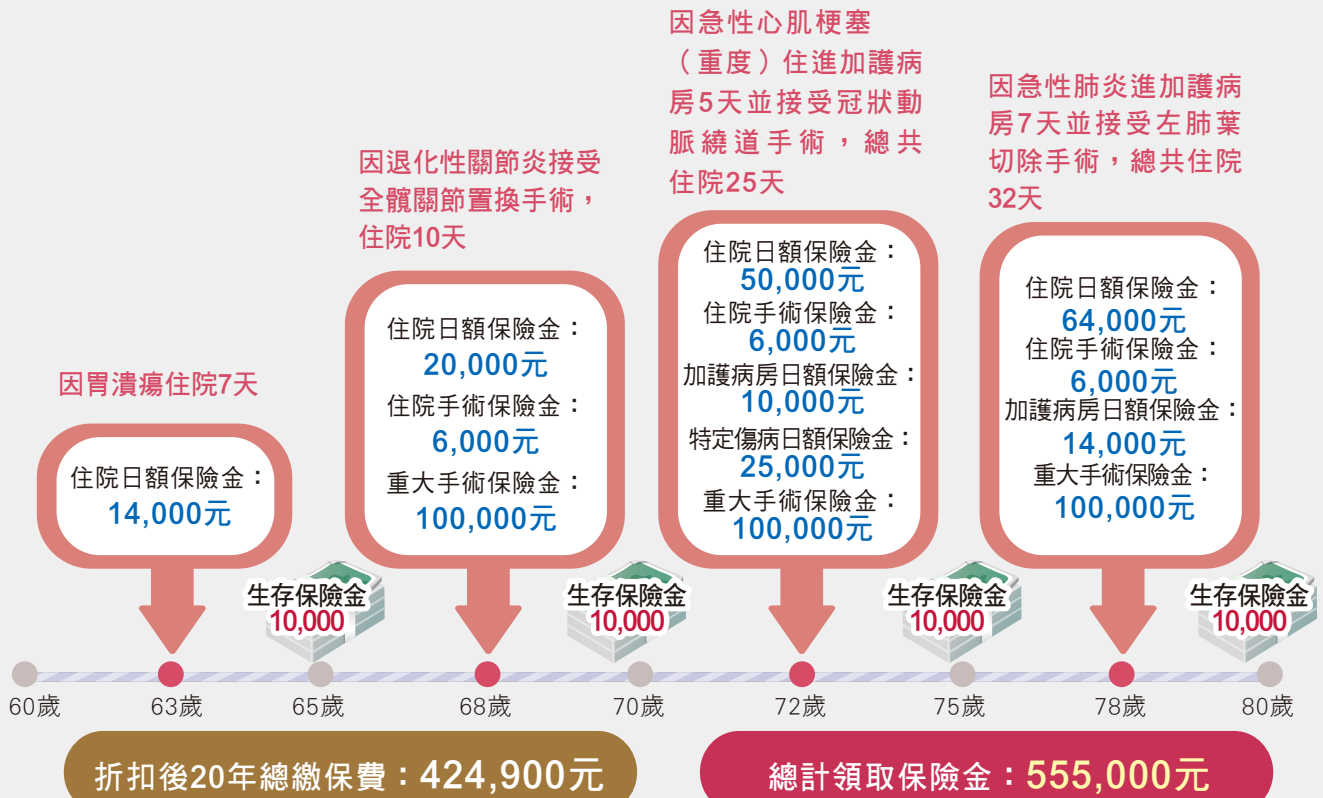 因胃潰瘍住院7天
住院日額保險金：
14,000元
因退化性關節炎接受
全髖關節置換手術，
住院10天
住院日額保險金：
20,000元
住院手術保險金：
6,000元
重大手術保險金：
100,000元
因急性心肌梗塞
（重度）住進加護病
房5天並接受冠狀動
脈繞道手術，總共
住院25天
住院日額保險金：
50,000元
住院手術保險金：
6,000元
加護病房日額保險金：
10,000元
特定傷病日額保險金：
25,000元
重大手術保險金：
100,000元
因急性肺炎進加護病
房7天並接受左肺葉
切除手術，總共住院
32天
住院日額保險金：
64,000元
住院手術保險金：
6,000元
加護病房日額保險金：
14,000元
重大手術保險金：
100,000元
生存保險金
10,000
生存保險金
10,000
生存保險金
10,000
生存保險金
10,000
60歲
63歲
65歲
68歲
70歲
72歲
75歲
78歲
80歲
折扣後20年總繳保費：424,900元
總計領取保險金：555,000元